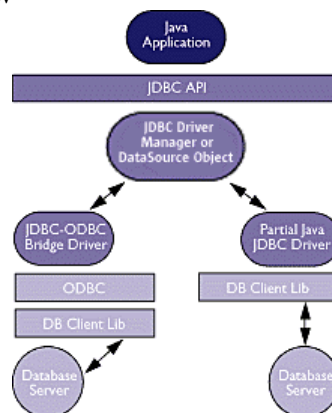 Java
Application
JDBC API
JDBC Driver
Manager or
DataSource Object
JDBC-ODBC
Bridge Driver
Partial Java
JDBC Driver
ODBC
DB Client Lib
DB Client Lib
Database
Server
Database
Server